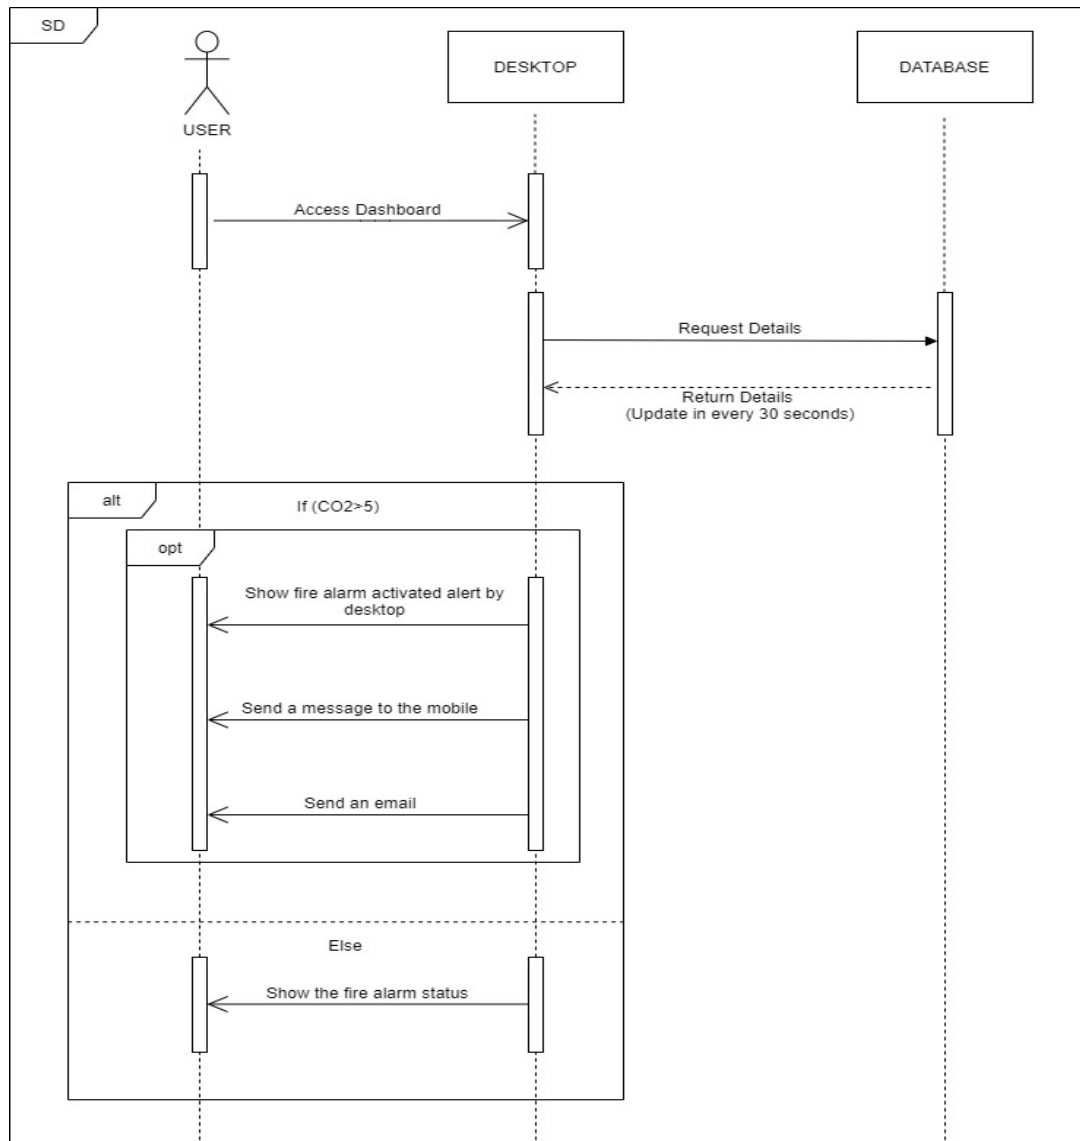 SD
USER
DESKTOP
DATABASE
Access Dashboard
Request Details
Return Details
(Update in every 30 seconds)
alt
If (CO2>5)
opt
Show fire alarm activated alert by
desktop
Send a message to the mobile
Send an email
Else
Show the fire alarm status